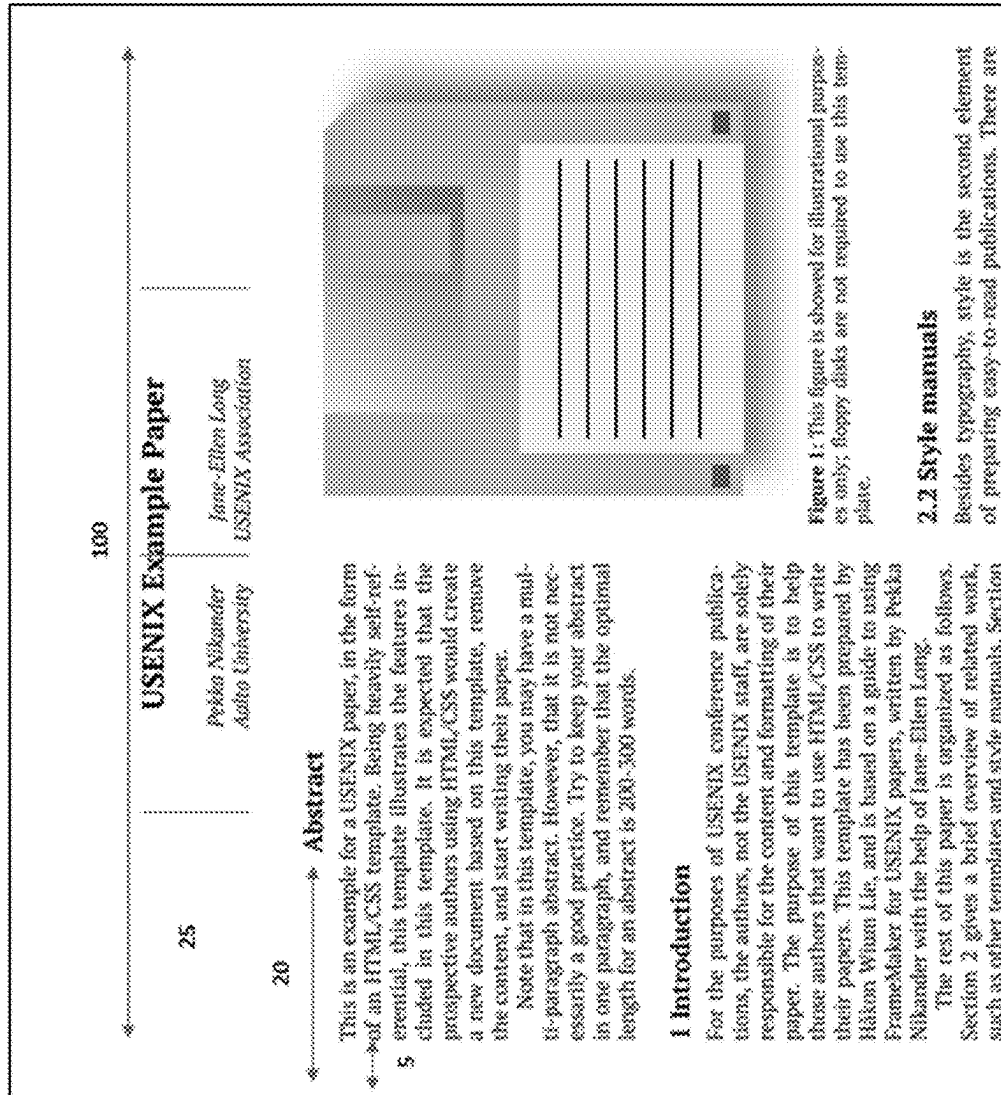 100
USENIX Example Paper
25
Pekka Nikander
Aalto University
Jane-Ellen Long
USENIX Association
20
Abstract
5
This is an example for a USENIX paper, in the form
of an HTML/CSS template. Being heavily self-ref-
erential, this template illustrates the features in-
cluded in this template. It is expected that the
prospective authors using HTML/CSS would create
a new document based on this template, remove
the content, and start writing their paper.
Note that in this template, you may have a mul-
ti-paragraph abstract. However, that it is not nec-
essarily a good practice. Try to keep your abstract
in one paragraph, and remember that the optimal
length for an abstract is 200-300 words.
1 Introduction
For the purposes of USENIX conference publica-
tions, the authors, not the USENIX staff, are solely
responsible for the content and formatting of their
paper. The purpose of this template is to help
those authors that want to use HTML/CSS to write
their papers. This template has been prepared by
Håkon Wium Lie, and is based on a guide to using
FrameMaker for USENIX papers, written by Pekka
Nikander with the help of Jane-Ellen Long.
The rest of this paper is organized as follows.
Section 2 gives a brief overview of related work,
such as other templates and style manuals. Section
Figure 1: This figure is showed for illustrational purpos-
es only; floppy disks are not required to use this tem-
plate.
2.2 Style manuals
Besides typography, style is the second element
of preparing easy-to-read publications. There are